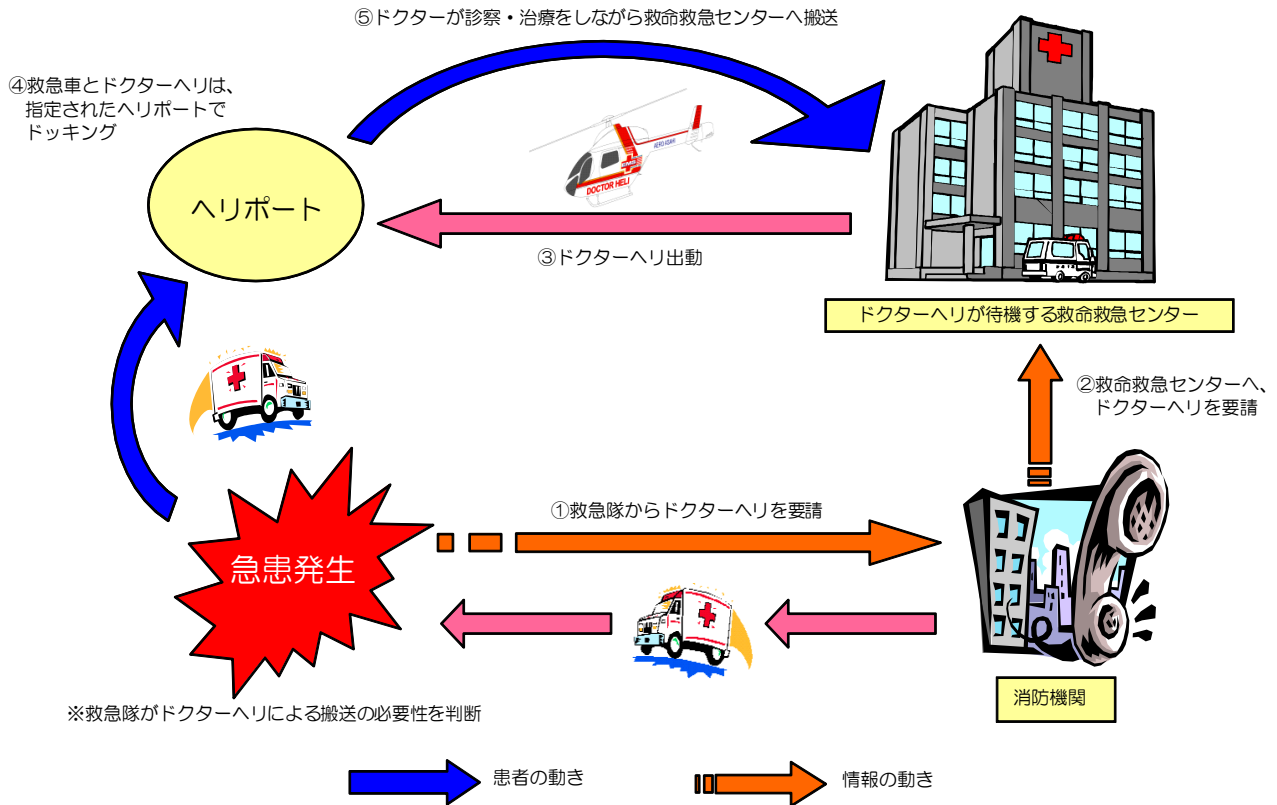 ⑤ドクターが診察・治療をしながら救命救急センターへ搬送
④救急車とドクターヘリは、
指定されたヘリポートで
ドッキング
ヘリポート
DOCTOR HELI
③ドクターヘリ出動
ドクターヘリが待機する救命救急センター
②救命救急センターへ、
ドクターヘリを要請
①救急隊からドクターヘリを要請
急患発生
消防機関
※救急隊がドクターヘリによる搬送の必要性を判断
患者の動き
情報の動き